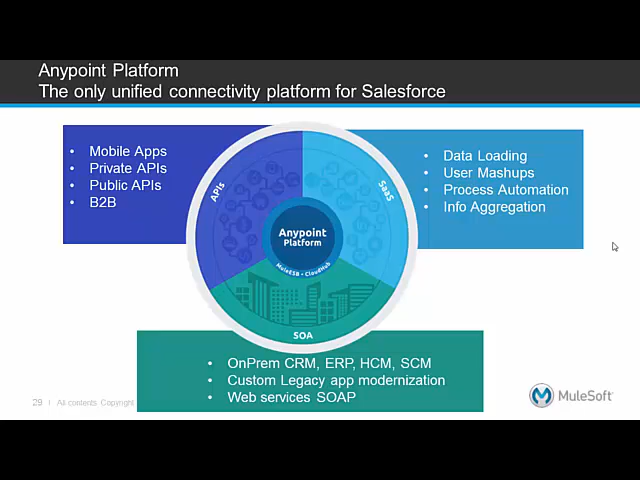 Anypoint Platform
The only unified connectivity platform for Salesforce
• Mobile Apps
• Private APIs
• Public APIs
• B2B
• Data Loading
• User Mashups
• Process Automation
• Info Aggregation
APIs
SaaS
Anypoint
Platform
MuleESB • CloudHub
SOA
• OnPrem CRM, ERP, HCM, SCM
• Custom Legacy app modernization
• Web services SOAP
29 | All contents. Copyright
MuleSoft